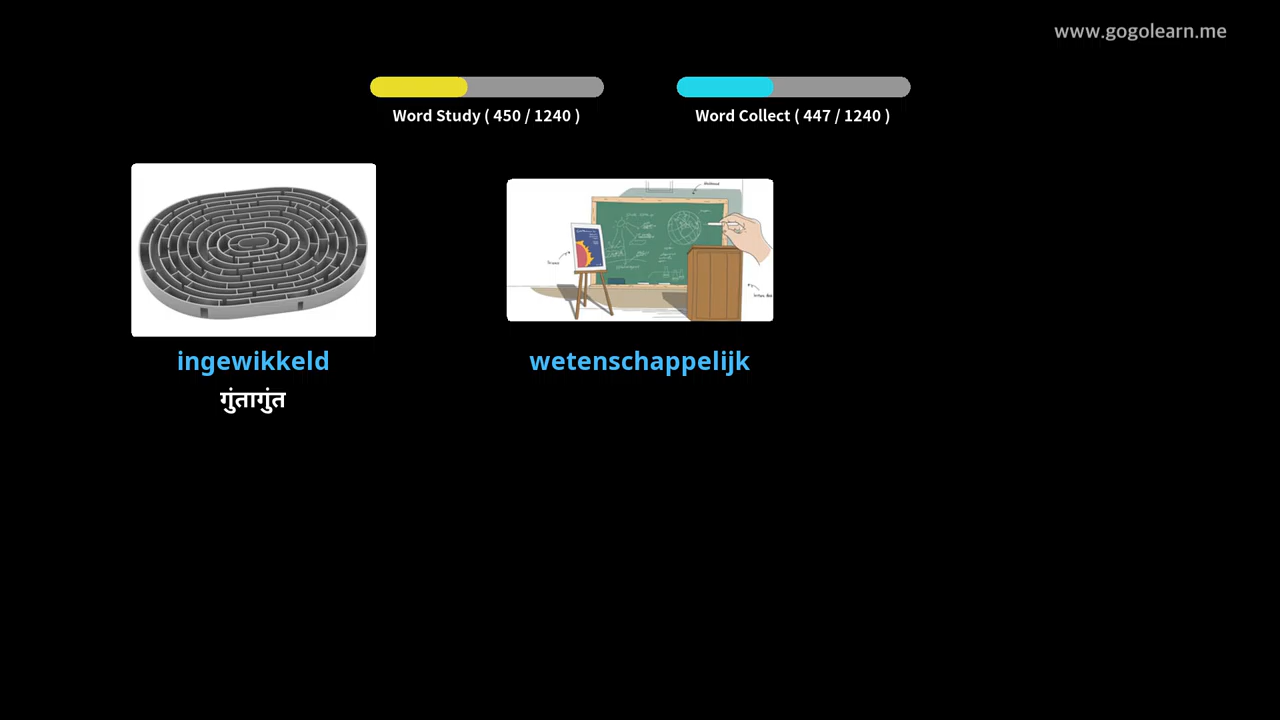 www.gogolearn.me
Word Study ( 450 / 1240 )
Word Collect ( 447 / 1240 )
ingewikkeld
गुंतागुंत
wetenschappelijk